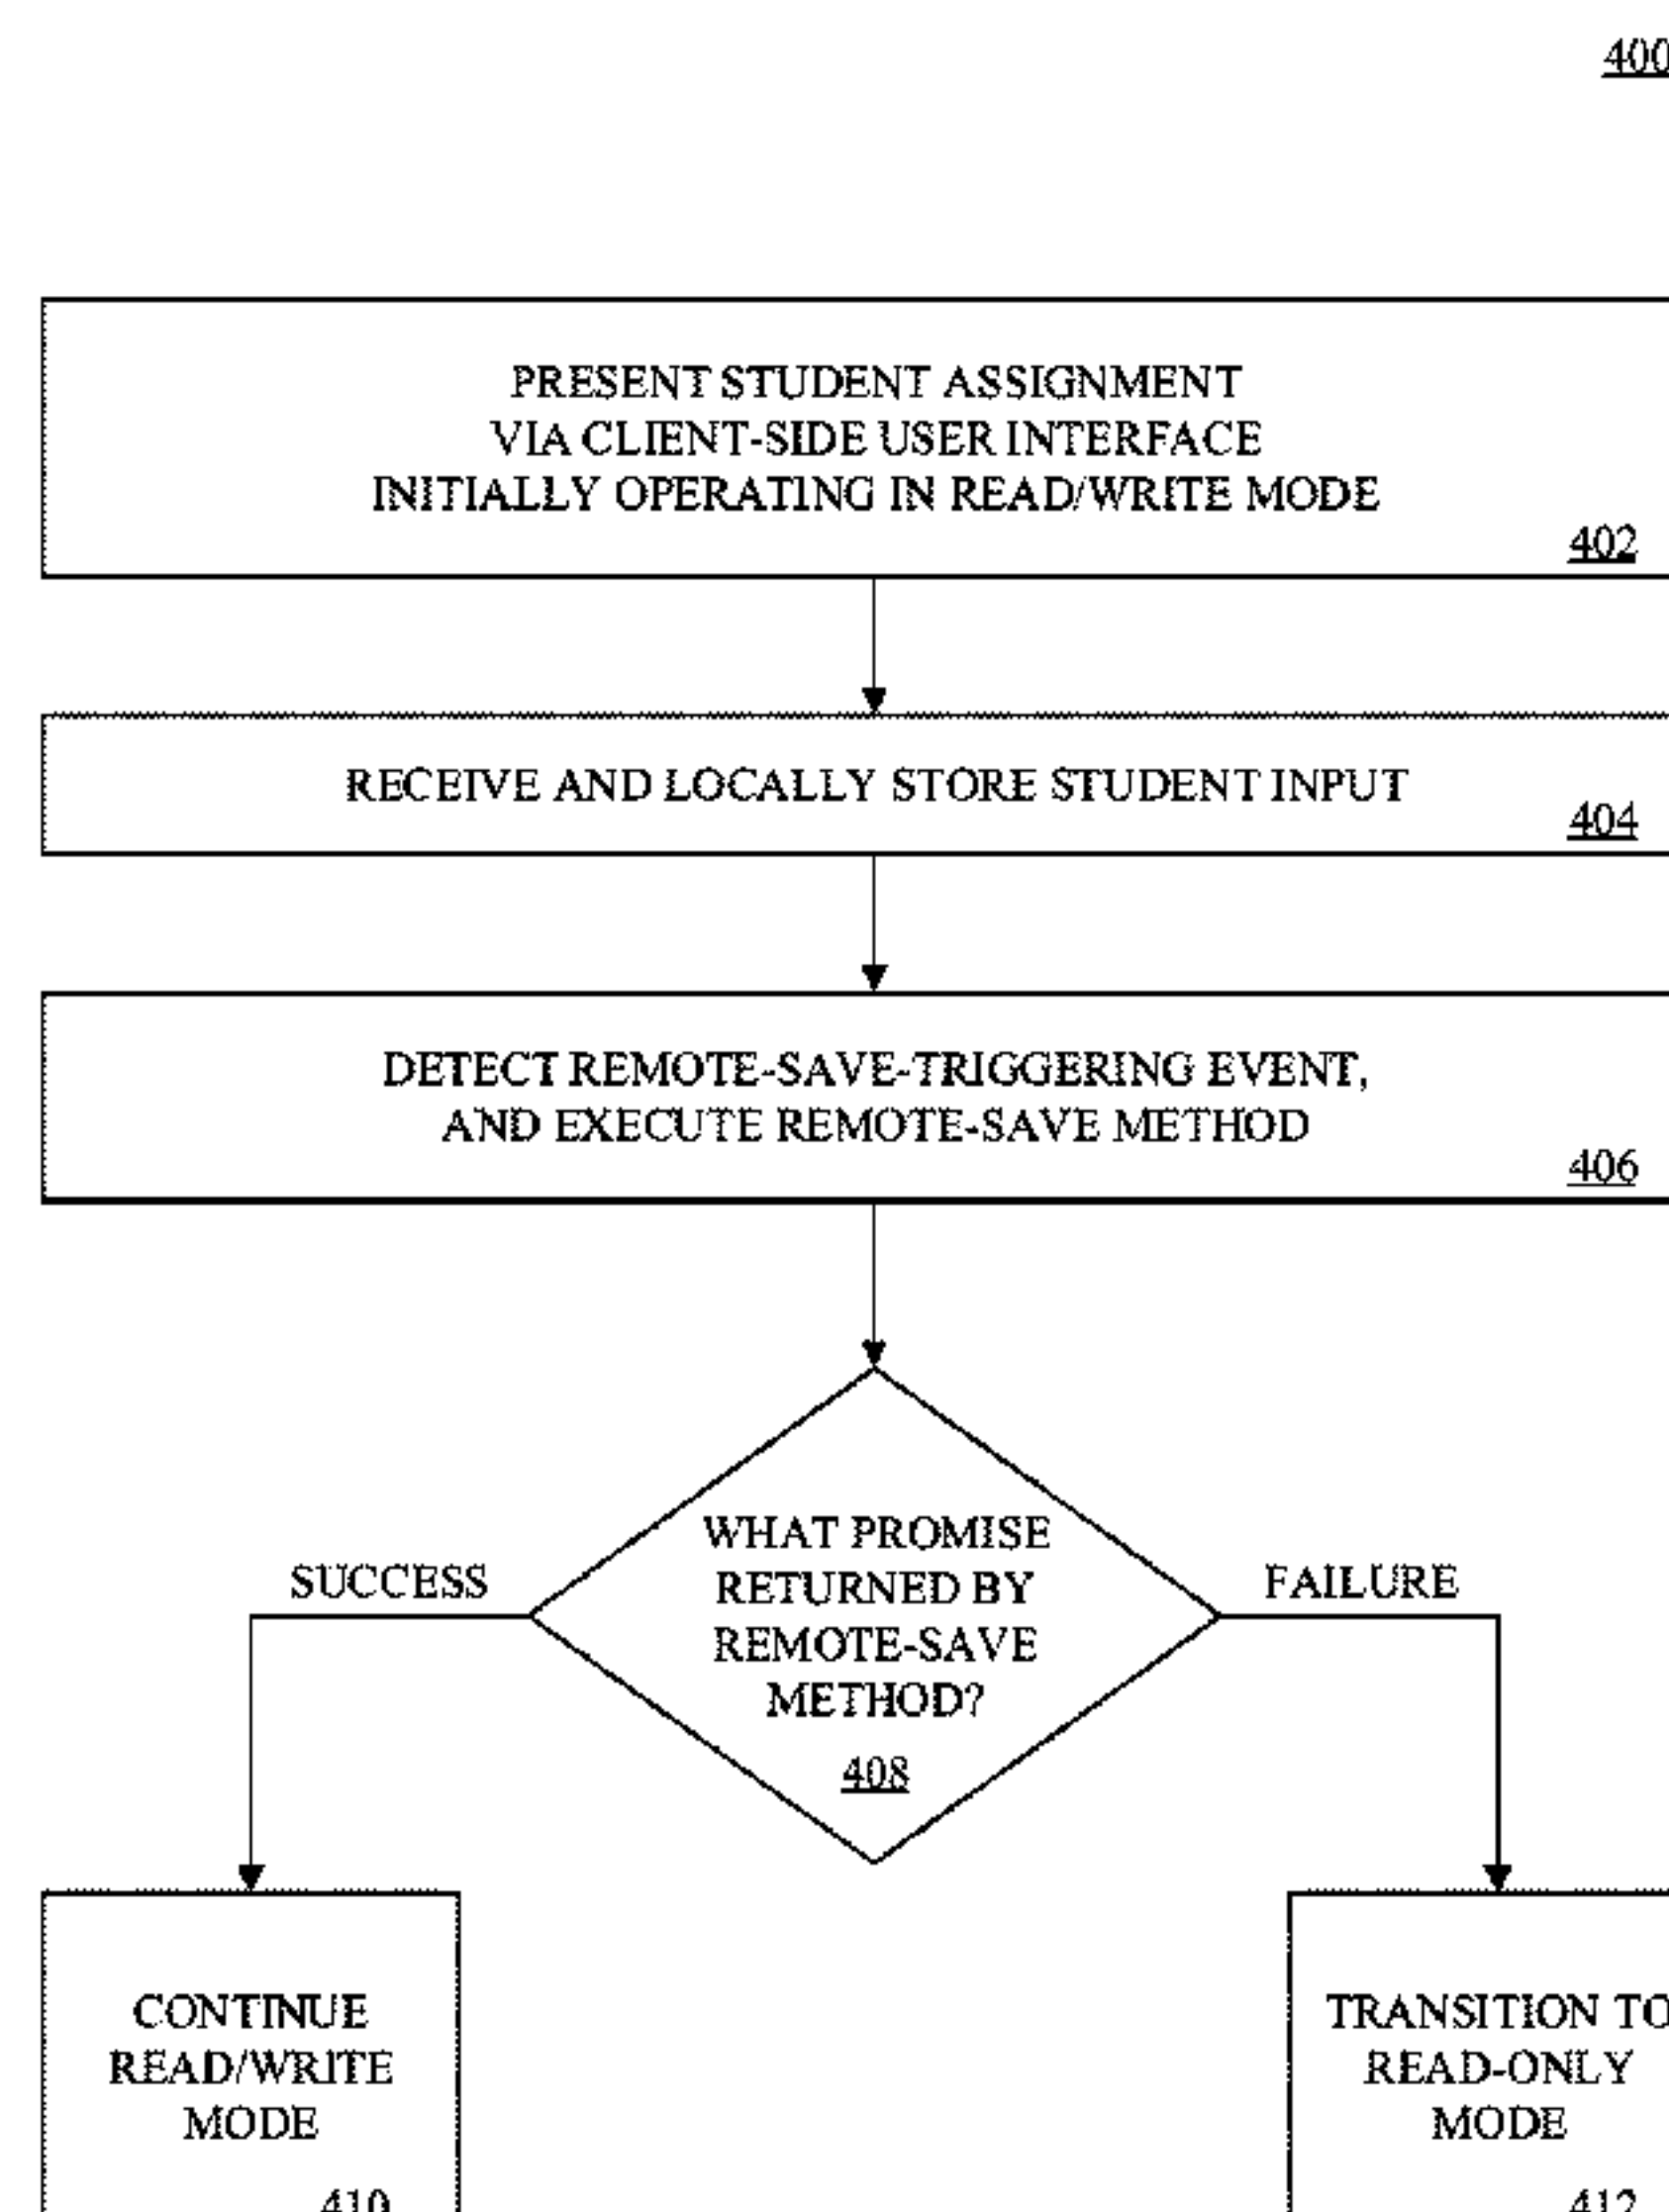 400
PRESENT STUDENT ASSIGNMENT
VIA CLIENT-SIDE USER INTERFACE
INITIALLY OPERATING IN READ/WRITE MODE
402
RECEIVE AND LOCALLY STORE STUDENT INPUT
404
DETECT REMOTE-SAVE-TRIGGERING EVENT,
AND EXECUTE REMOTE-SAVE METHOD
406
WHAT PROMISE
RETURNED BY
REMOTE-SAVE
METHOD?
408
SUCCESS
FAILURE
CONTINUE
READ/WRITE
MODE
410
TRANSITION TO
READ-ONLY
MODE
412